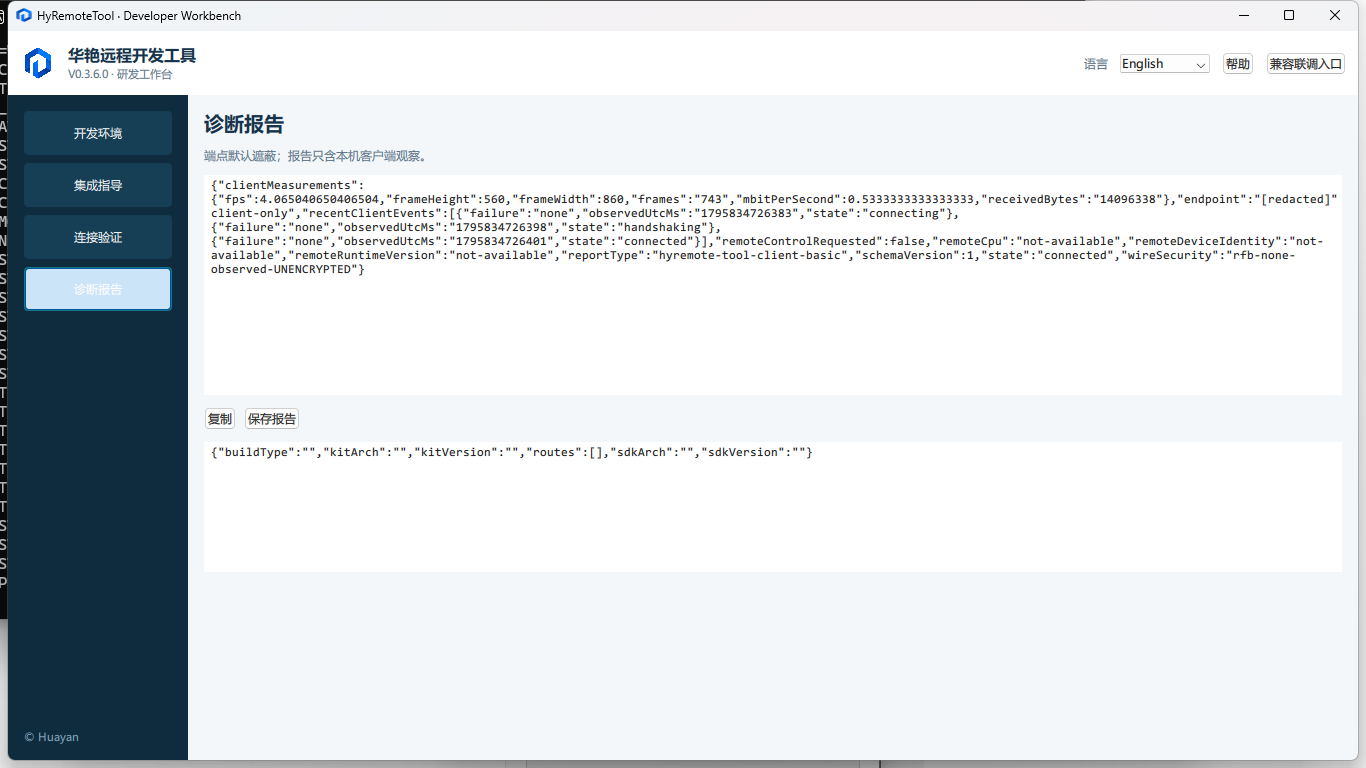 HyRemoteTool · Developer Workbench
华艳远程开发工具
V0.3.6.0 · 研发工作台
语言
English
帮助
兼容联调入口
开发环境
集成指导
连接验证
诊断报告
© Huayan
诊断报告
端点默认遮蔽；报告只含本机客户端观察。
{"clientMeasurements":
{"fps":4.065040650406504,"frameHeight":560,"frameWidth":860,"frames":"743","mbitPerSecond":0.5333333333333333,"receivedBytes":"14096338"},"endpoint":"[redacted]"
client-only","recentClientEvents":[{"failure":"none","observedUtcMs":"1795834726383","state":"connecting"},
{"failure":"none","observedUtcMs":"1795834726398","state":"handshaking"},
{"failure":"none","observedUtcMs":"1795834726401","state":"connected"}],"remoteControlRequested":false,"remoteCpu":"not-available","remoteDeviceIdentity":"not-
available","remoteRuntimeVersion":"not-available","reportType":"hyremote-tool-client-basic","schemaVersion":1,"state":"connected","wireSecurity":"rfb-none-
observed-UNENCRYPTED"}
复制
保存报告
{"buildType":"","kitArch":"","kitVersion":"","routes":[],"sdkArch":"","sdkVersion":""}